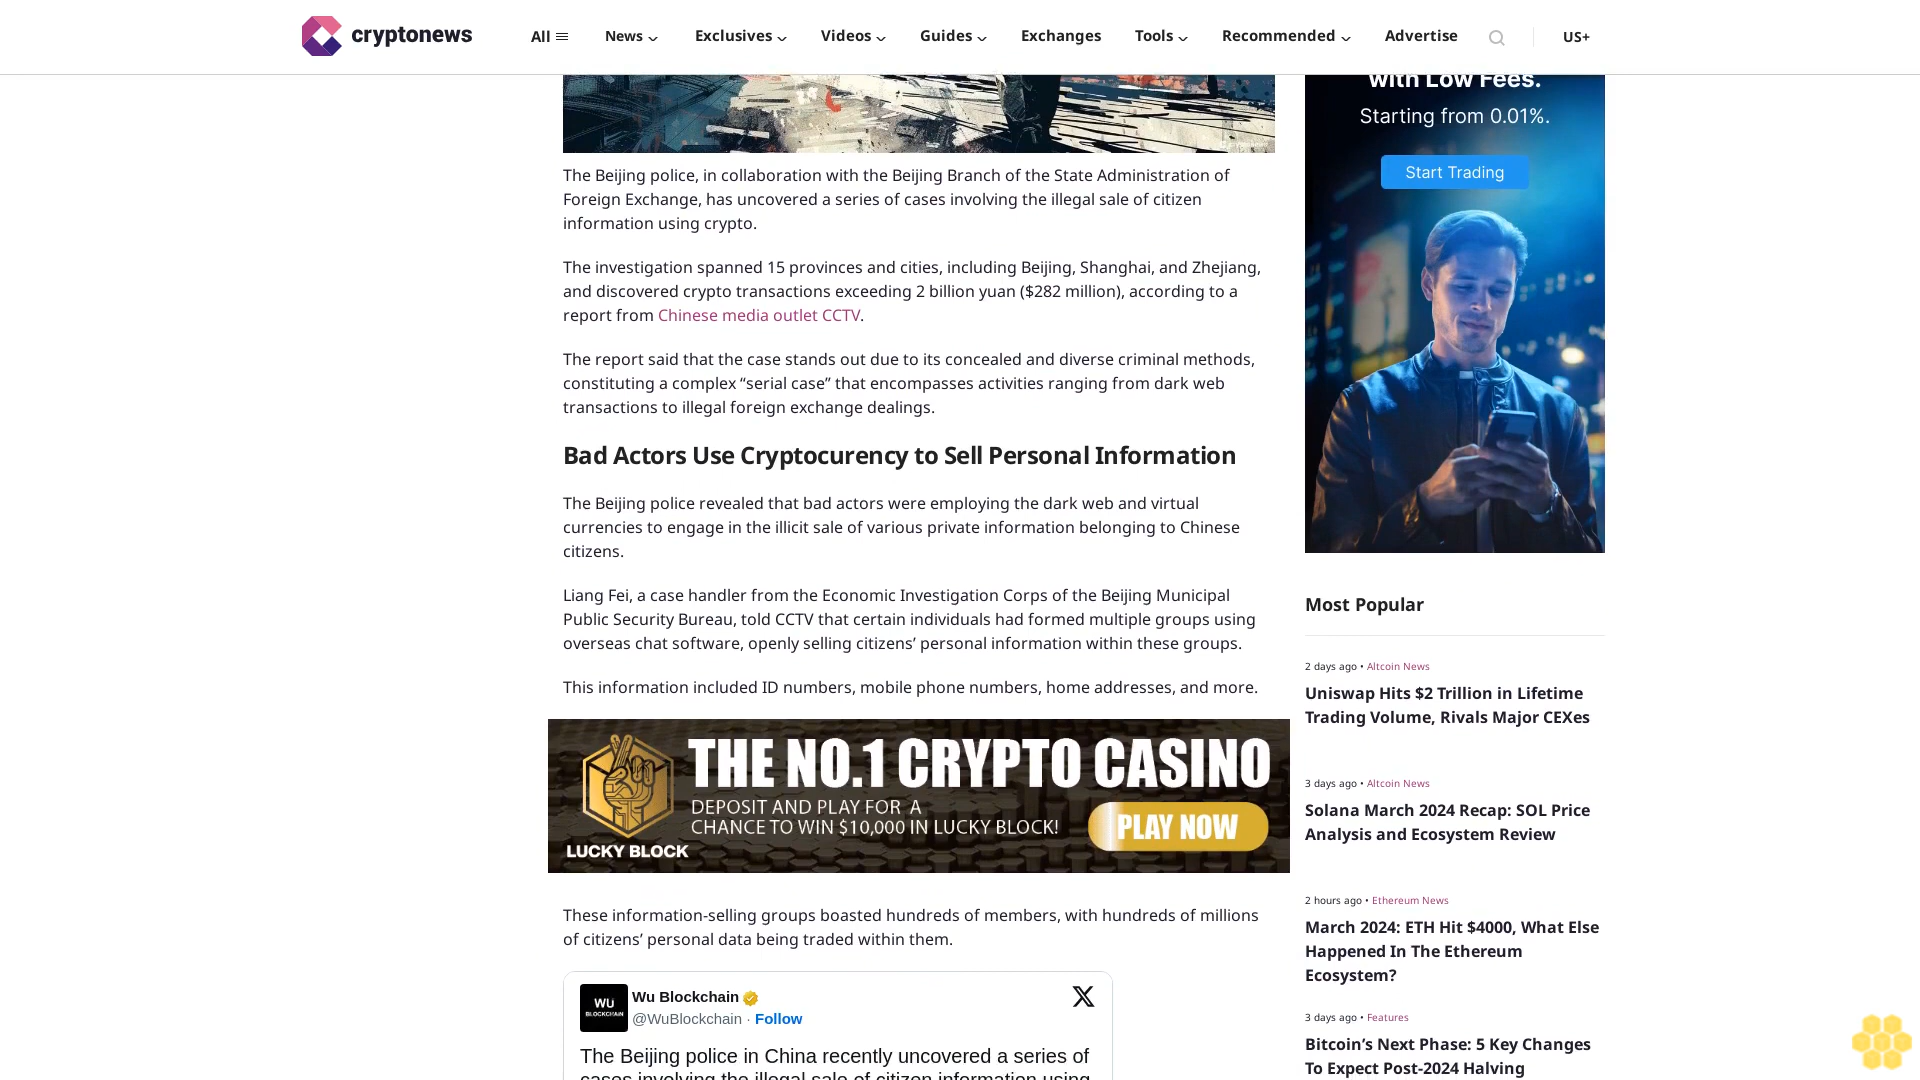 cryptonews
All
News
Exclusives
Videos
Guides
Exchanges
Tools
Recommended
Advertise
US+
The Beijing police, in collaboration with the Beijing Branch of the State Administration of
Foreign Exchange, has uncovered a series of cases involving the illegal sale of citizen
information using crypto.
The investigation spanned 15 provinces and cities, including Beijing, Shanghai, and Zhejiang,
and discovered crypto transactions exceeding 2 billion yuan ($282 million), according to a
report from Chinese media outlet CCTV.
The report said that the case stands out due to its concealed and diverse criminal methods,
constituting a complex “serial case” that encompasses activities ranging from dark web
transactions to illegal foreign exchange dealings.
Bad Actors Use Cryptocurency to Sell Personal Information
The Beijing police revealed that bad actors were employing the dark web and virtual
currencies to engage in the illicit sale of various private information belonging to Chinese
citizens.
Liang Fei, a case handler from the Economic Investigation Corps of the Beijing Municipal
Public Security Bureau, told CCTV that certain individuals had formed multiple groups using
overseas chat software, openly selling citizens’ personal information within these groups.
This information included ID numbers, mobile phone numbers, home addresses, and more.
THE NO.1 CRYPTO CASINO
DEPOSIT AND PLAY FOR A
CHANCE TO WIN $10,000 IN LUCKY BLOCK!
PLAY NOW
LUCKY BLOCK
These information-selling groups boasted hundreds of members, with hundreds of millions
of citizens’ personal data being traded within them.
WU
BLOCKCHAIN
Wu Blockchain
@WuBlockchain · Follow
The Beijing police in China recently uncovered a series of
cases involving the illegal sale of citizen information using
with Low Fees.
Starting from 0.01%.
Start Trading
Most Popular
2 days ago • Altcoin News
Uniswap Hits $2 Trillion in Lifetime
Trading Volume, Rivals Major CEXes
3 days ago • Altcoin News
Solana March 2024 Recap: SOL Price
Analysis and Ecosystem Review
2 hours ago • Ethereum News
March 2024: ETH Hit $4000, What Else
Happened In The Ethereum
Ecosystem?
3 days ago • Features
Bitcoin’s Next Phase: 5 Key Changes
To Expect Post-2024 Halving